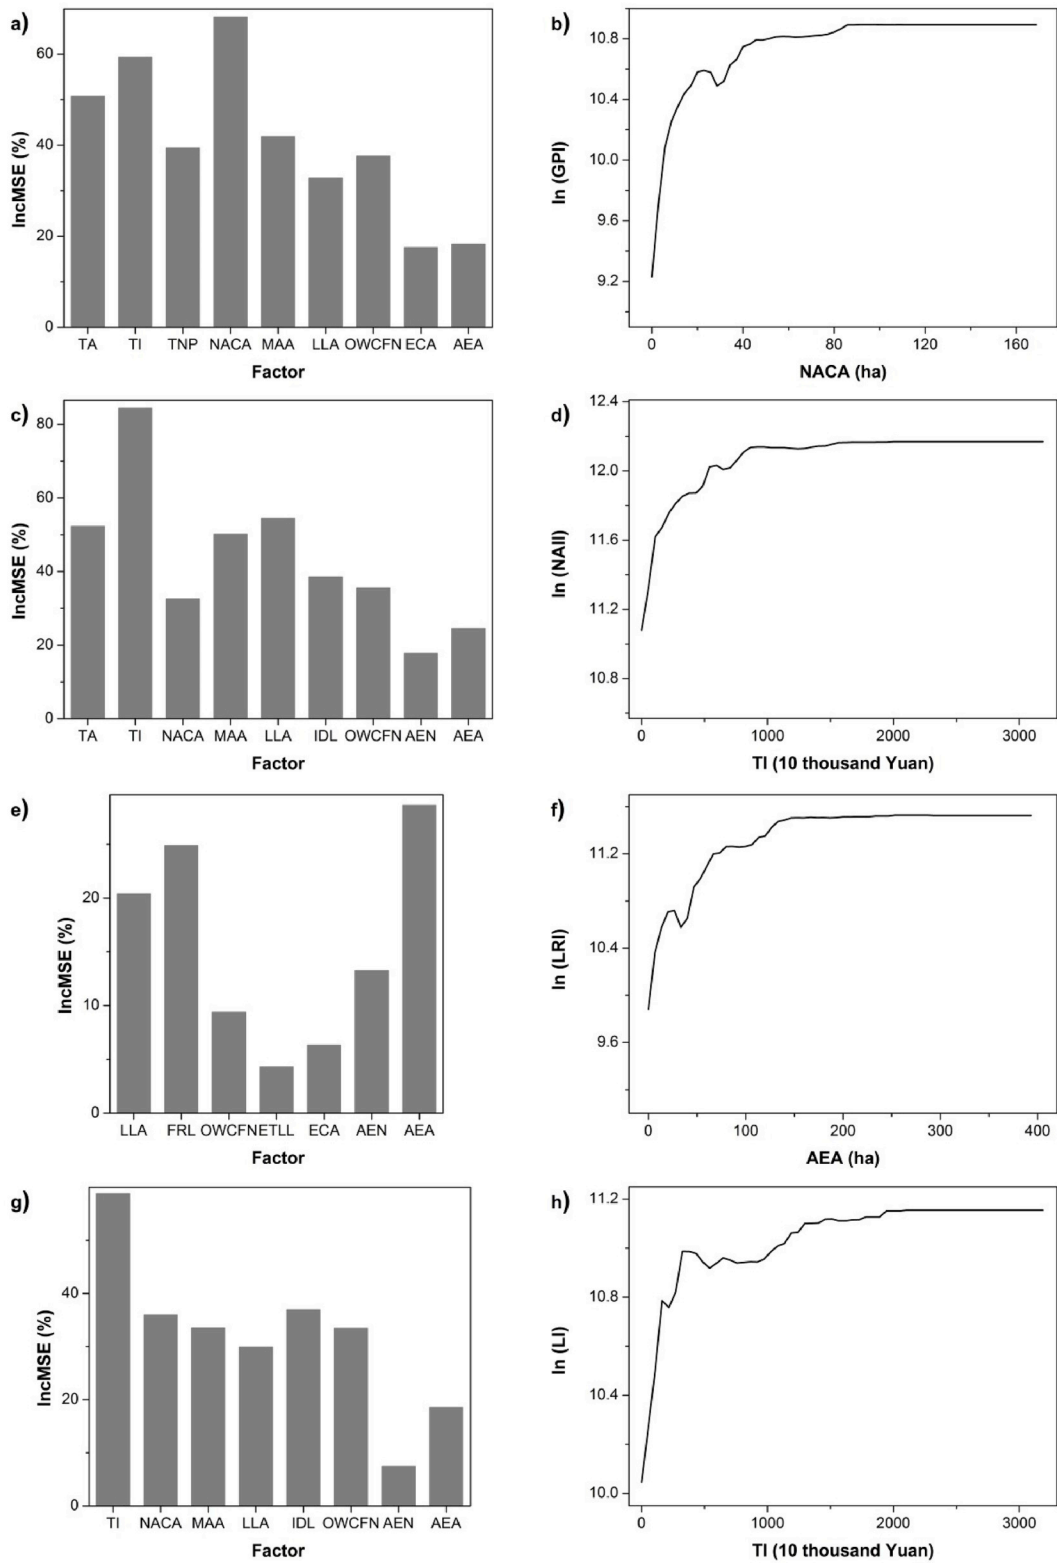 a)
IncMSE (%)
60
40
20
0
TA TI TNP NACA MAA LLA OWCFN ECA AEA
Factor
b)
ln (GPI)
10.8
10.4
10.0
9.6
9.2
0 40 80 120 160
NACA (ha)
c)
IncMSE (%)
80
60
40
20
0
TA TI NACA MAA LLA IDL OWCFN AEN AEA
Factor
d)
ln (NAII)
12.4
12.0
11.6
11.2
10.8
0 1000 2000 3000
TI (10 thousand Yuan)
e)
IncMSE (%)
20
10
0
LLA FRL OWCFN ETLL ECA AEN AEA
Factor
f)
ln (LRI)
11.2
10.4
9.6
0 100 200 300 400
AEA (ha)
g)
IncMSE (%)
40
20
0
TI NACA MAA LLA IDL OWCFN AEN AEA
Factor
h)
ln (LI)
11.2
10.8
10.4
10.0
0 1000 2000 3000
TI (10 thousand Yuan)